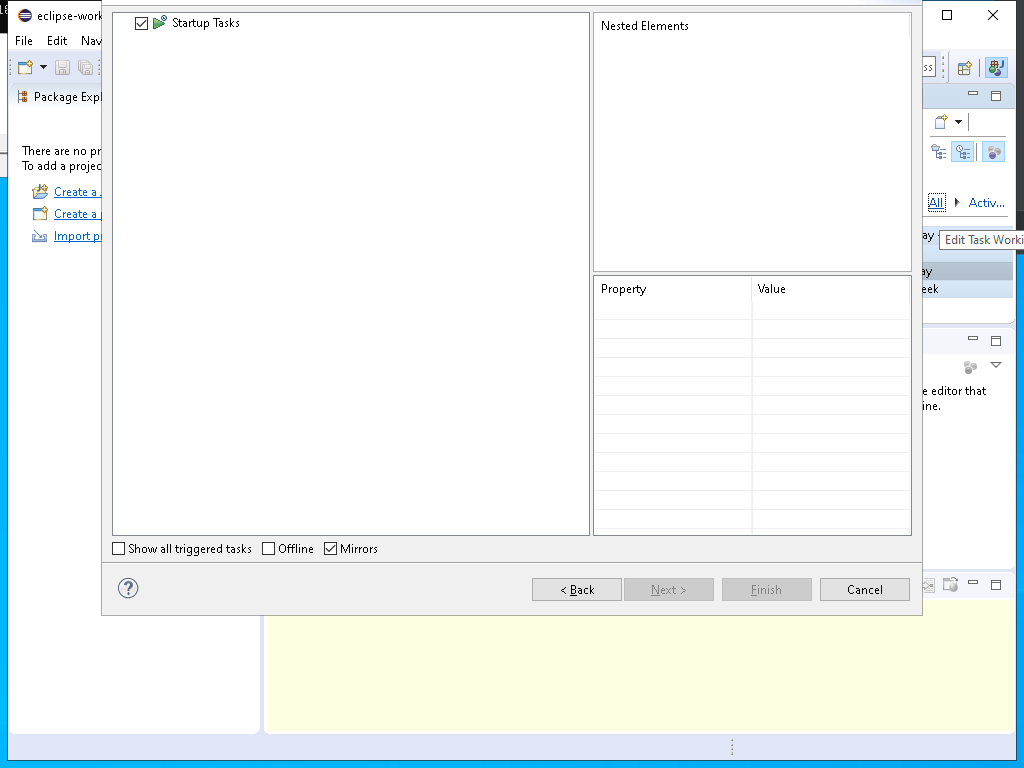 eclipse-work
File Edit Nav
Package Expl
There are no pr
To add a projec
Create a
Create a
Import p
Startup Tasks
Nested Elements
Property Value
Show all triggered tasks Offline Mirrors
< Back Next > Finish Cancel
ss
All Activ...
ay
Edit Task Worki
ay
eek
e editor that
ine.